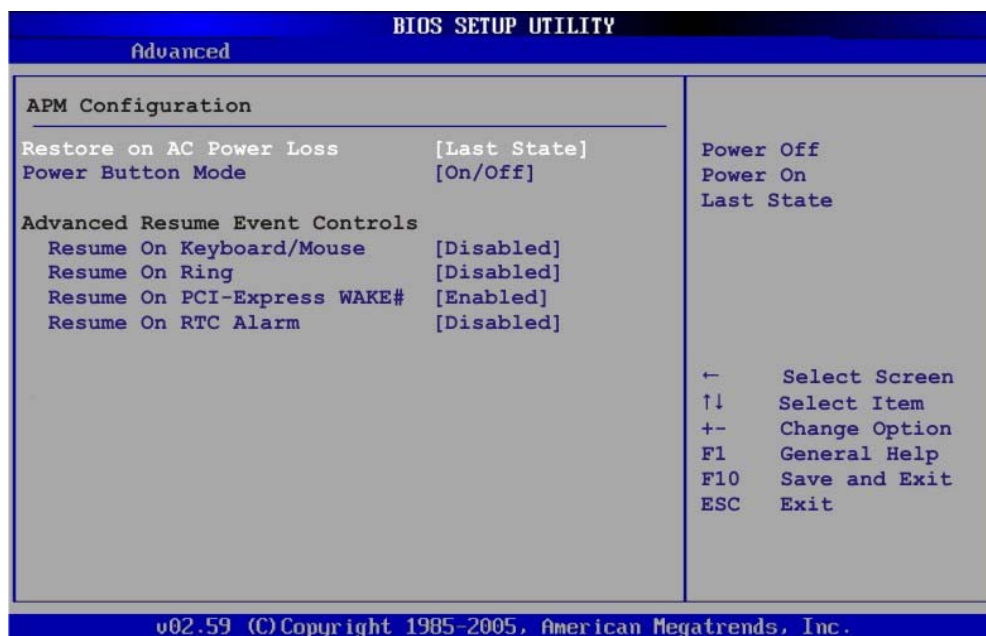 BIOS SETUP UTILITY
Advanced
APM Configuration
Restore on AC Power Loss [Last State]
Power Button Mode [On/Off]
Advanced Resume Event Controls
Resume On Keyboard/Mouse [Disabled]
Resume On Ring [Disabled]
Resume On PCI-Express WAKE# [Enabled]
Resume On RTC Alarm [Disabled]
Power Off
Power On
Last State
← Select Screen
↑↓ Select Item
+- Change Option
F1 General Help
F10 Save and Exit
ESC Exit
v02.59 (C)Copyright 1985-2005, American Megatrends, Inc.